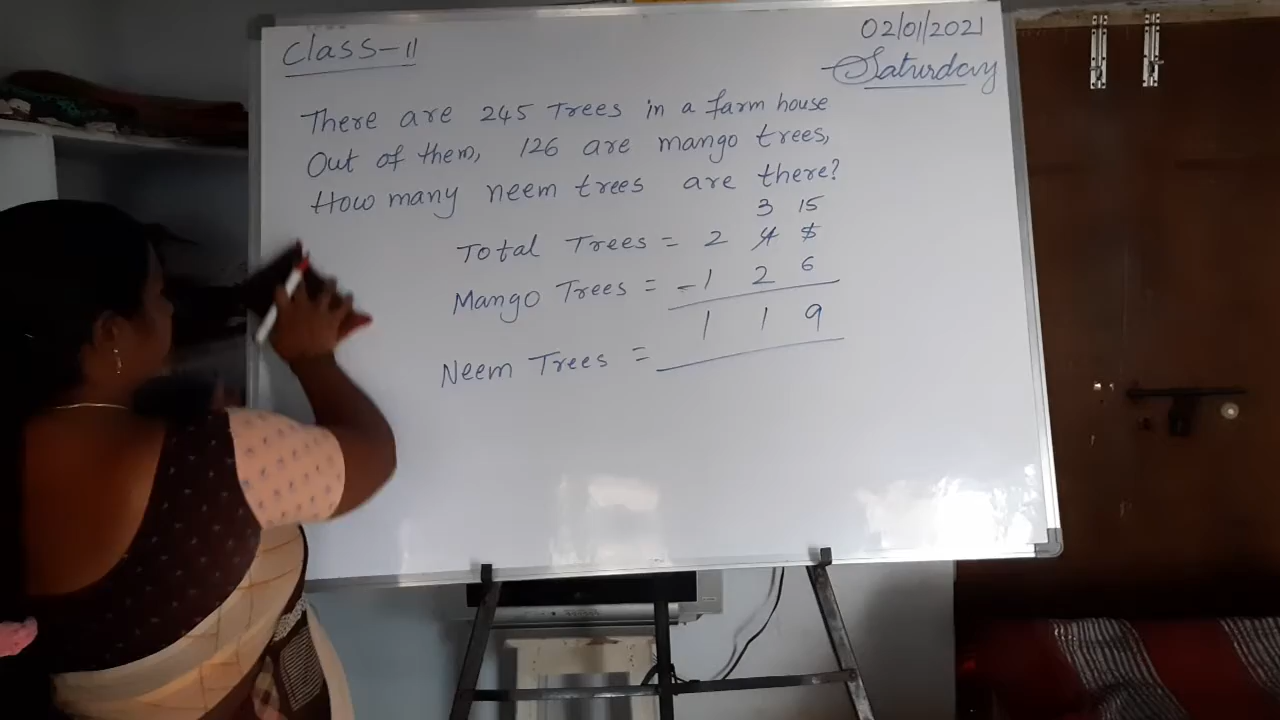 Class-II
02/01/2021
Saturday
There are 245 Trees in a farm house
Out of them, 126 are mango trees,
How many neem trees are there?
3 15
Total Trees = 2 4 5
Mango Trees = - 1 2 6
1 1 9
Neem Trees =